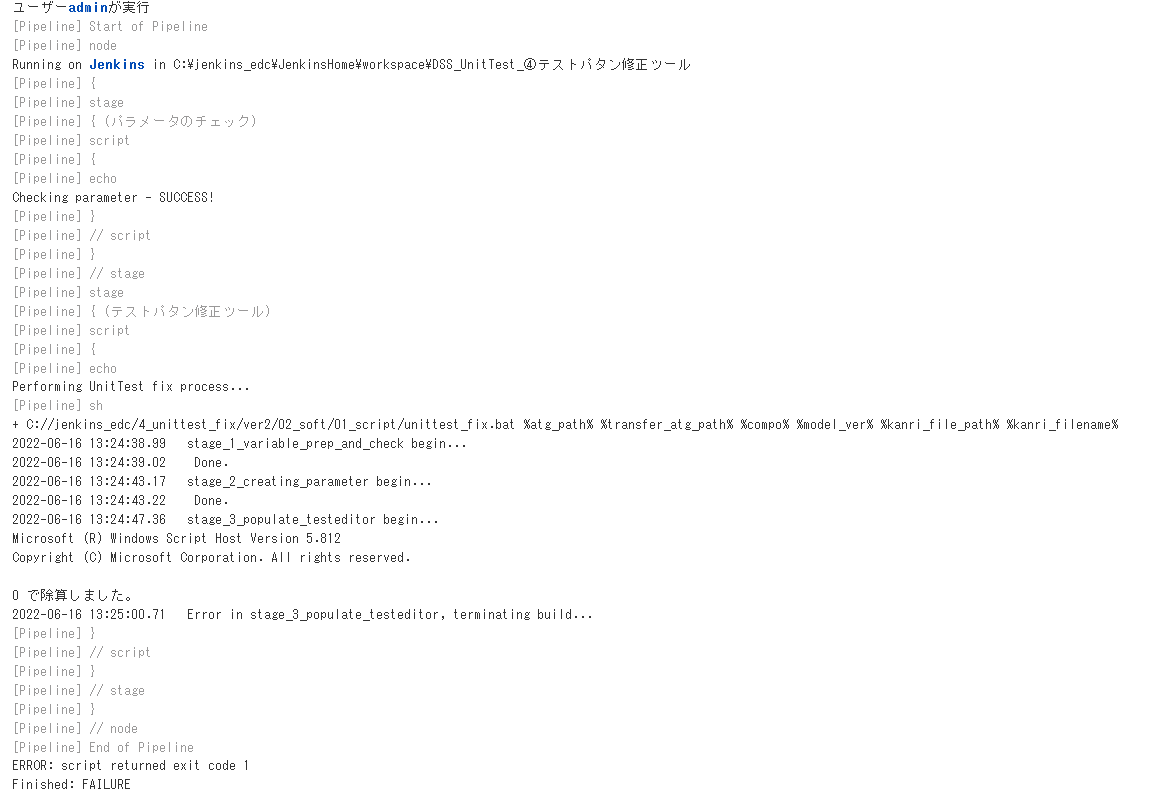 ユーザーadminが実行
[Pipeline] Start of Pipeline
[Pipeline] node
Running on Jenkins in C:¥jenkins_edc¥JenkinsHome¥workspace¥DSS_UnitTest_④テストパタン修正ツール
[Pipeline] {
[Pipeline] stage
[Pipeline] { (パラメータのチェック)
[Pipeline] script
[Pipeline] {
[Pipeline] echo
Checking parameter - SUCCESS!
[Pipeline] }
[Pipeline] // script
[Pipeline] }
[Pipeline] // stage
[Pipeline] stage
[Pipeline] { (テストパタン修正ツール)
[Pipeline] script
[Pipeline] {
[Pipeline] echo
Performing UnitTest fix process...
[Pipeline] sh
+ C://jenkins_edc/4_unittest_fix/ver2/02_soft/01_script/unittest_fix.bat %atg_path% %transfer_atg_path% %compo% %model_ver% %kanri_file_path% %kanri_filename%
2022-06-16 13:24:38.99   stage_1_variable_prep_and_check begin...
2022-06-16 13:24:39.02    Done.
2022-06-16 13:24:43.17   stage_2_creating_parameter begin...
2022-06-16 13:24:43.22    Done.
2022-06-16 13:24:47.36   stage_3_populate_testeditor begin...
Microsoft (R) Windows Script Host Version 5.812
Copyright (C) Microsoft Corporation. All rights reserved.
0 で除算しました。
2022-06-16 13:25:00.71   Error in stage_3_populate_testeditor, terminating build...
[Pipeline] }
[Pipeline] // script
[Pipeline] }
[Pipeline] // stage
[Pipeline] }
[Pipeline] // node
[Pipeline] End of Pipeline
ERROR: script returned exit code 1
Finished: FAILURE